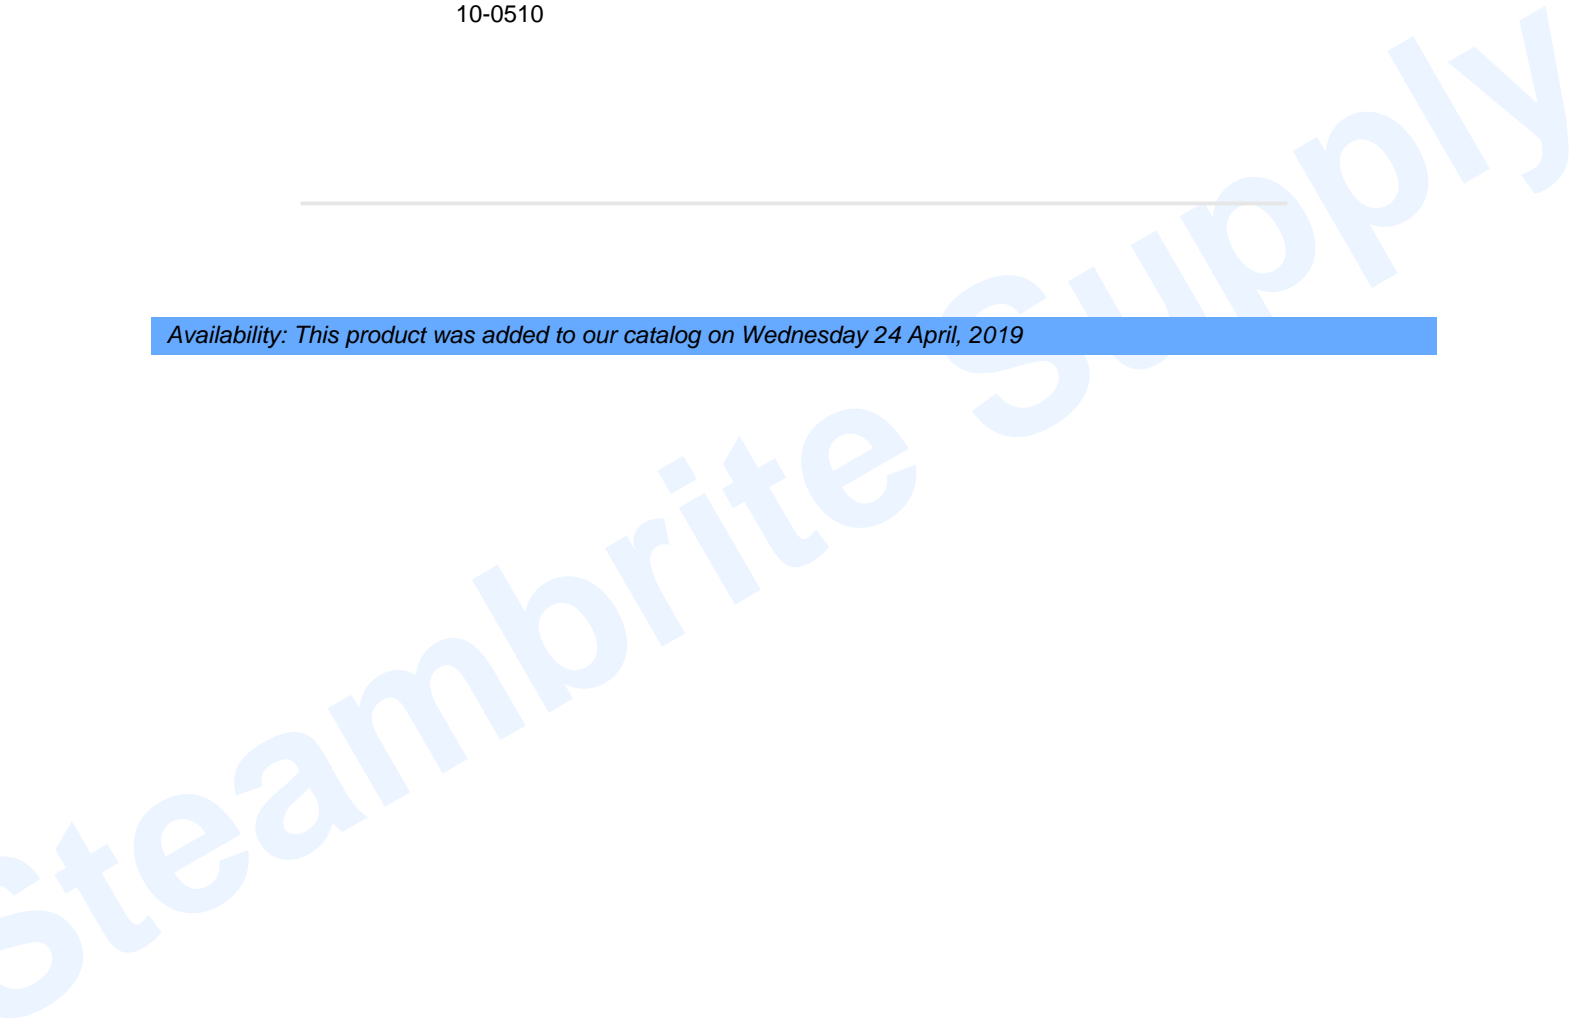 10-0510
Availability: This product was added to our catalog on Wednesday 24 April, 2019
Steambrite Supply